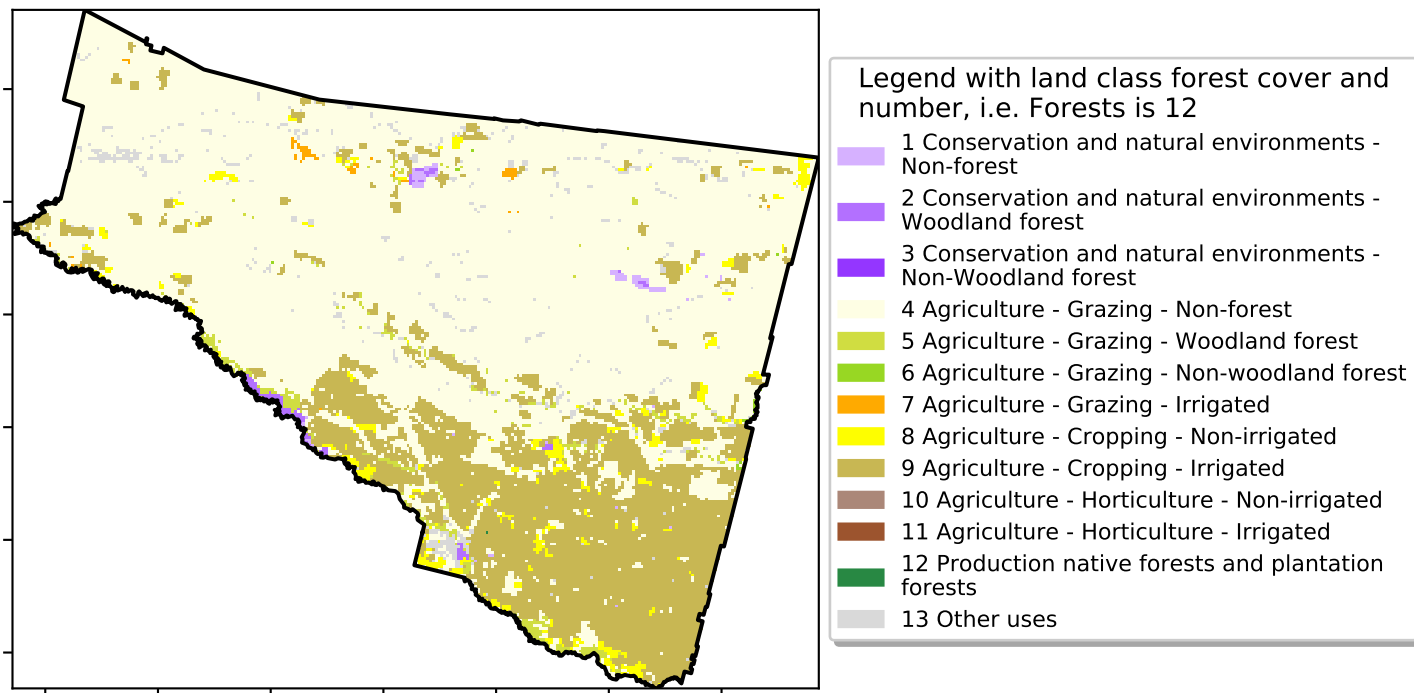 Legend with land class forest cover and
number, i.e. Forests is 12
1 Conservation and natural environments -
Non-forest
2 Conservation and natural environments -
Woodland forest
3 Conservation and natural environments -
Non-Woodland forest
4 Agriculture - Grazing - Non-forest
5 Agriculture - Grazing - Woodland forest
6 Agriculture - Grazing - Non-woodland forest
7 Agriculture - Grazing - Irrigated
8 Agriculture - Cropping - Non-irrigated
9 Agriculture - Cropping - Irrigated
10 Agriculture - Horticulture - Non-irrigated
11 Agriculture - Horticulture - Irrigated
12 Production native forests and plantation
forests
13 Other uses